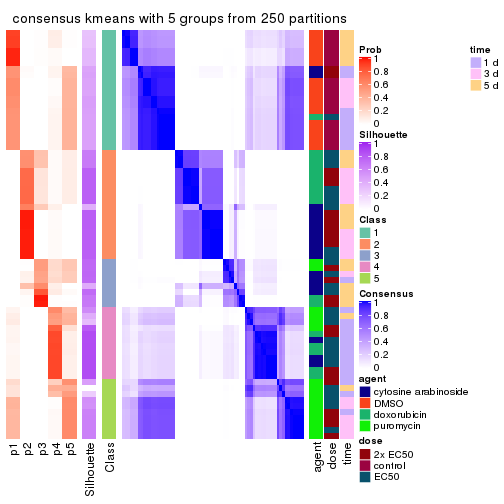 consensus kmeans with 5 groups from 250 partitions
Prob
1
0.8
0.6
0.4
0.2
0
time
1 d
3 d
5 d
Silhouette
1
0.8
0.6
0.4
0.2
0
Class
1
2
3
4
5
Consensus
1
0.8
0.6
0.4
0.2
0
agent
cytosine arabinoside
DMSO
doxorubicin
puromycin
dose
2x EC50
control
EC50
p1
p2
p3
p4
p5
Silhouette
Class
agent
dose
time